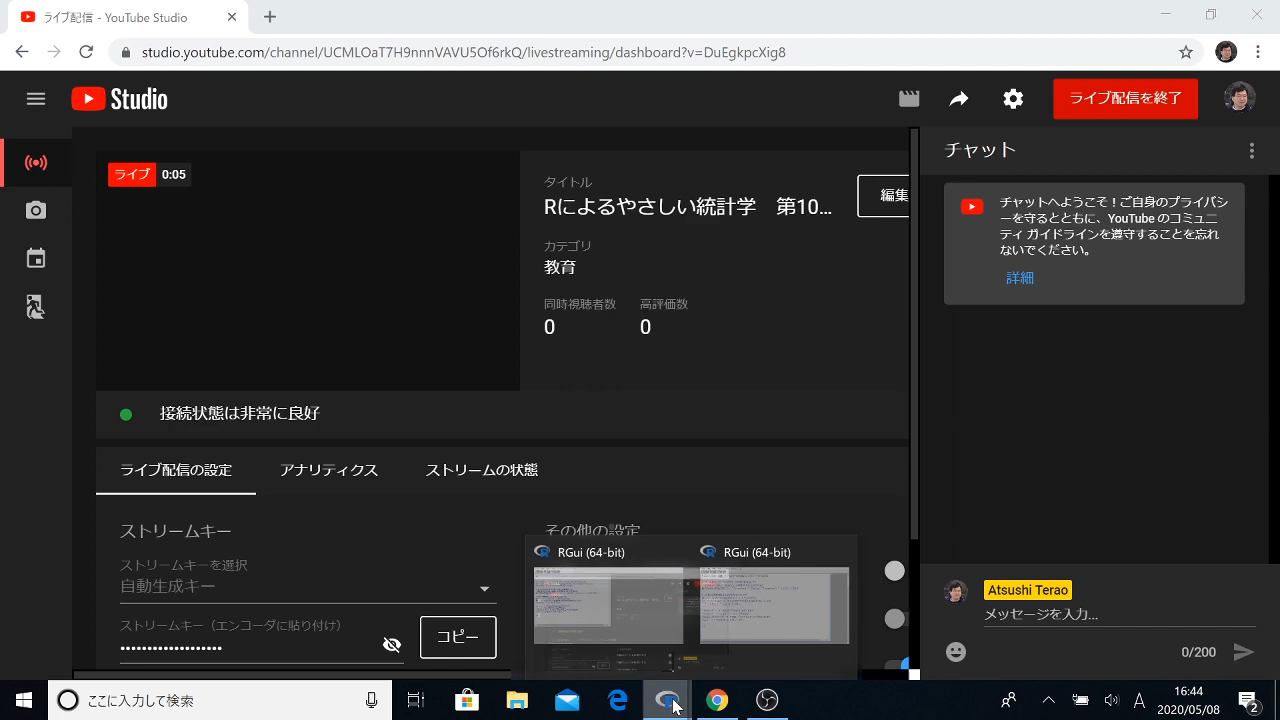 ライブ配信 - YouTube Studio
studio.youtube.com/channel/UCMLOaT7H9nnnVAVU5Of6rkQ/livestreaming/dashboard?v=DuEgkpcXig8
Studio
ライブ配信を終了
ライブ 0:05
タイトル
Rによるやさしい統計学 第10...
編集
カテゴリ
教育
同時視聴者数 高評価数
0 0
接続状態は非常に良好
ライブ配信の設定 アナリティクス ストリームの状態
ストリームキー
ストリームキーを選択
自動生成キー
ストリームキー（エンコーダに貼り付け）
••••••••••••••••••
コピー
その他の設定
RGui (64-bit) RGui (64-bit)
チャット
チャットへようこそ！ご自身のプライバシ
ーを守るとともに、YouTube のコミュニ
ティ ガイドラインを遵守することを忘れ
ないでください。
詳細
Atsushi Terao
メッセージを入力...
0/200
ここに入力して検索
A
16:44
2020/05/08
2